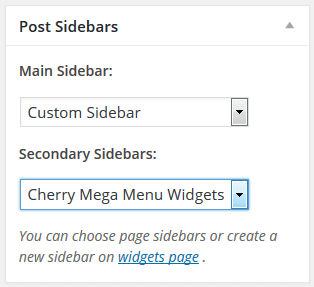 Post Sidebars
Main Sidebar:
Custom Sidebar
Secondary Sidebars:
Cherry Mega Menu Widgets
You can choose page sidebars or create a
new sidebar on widgets page .